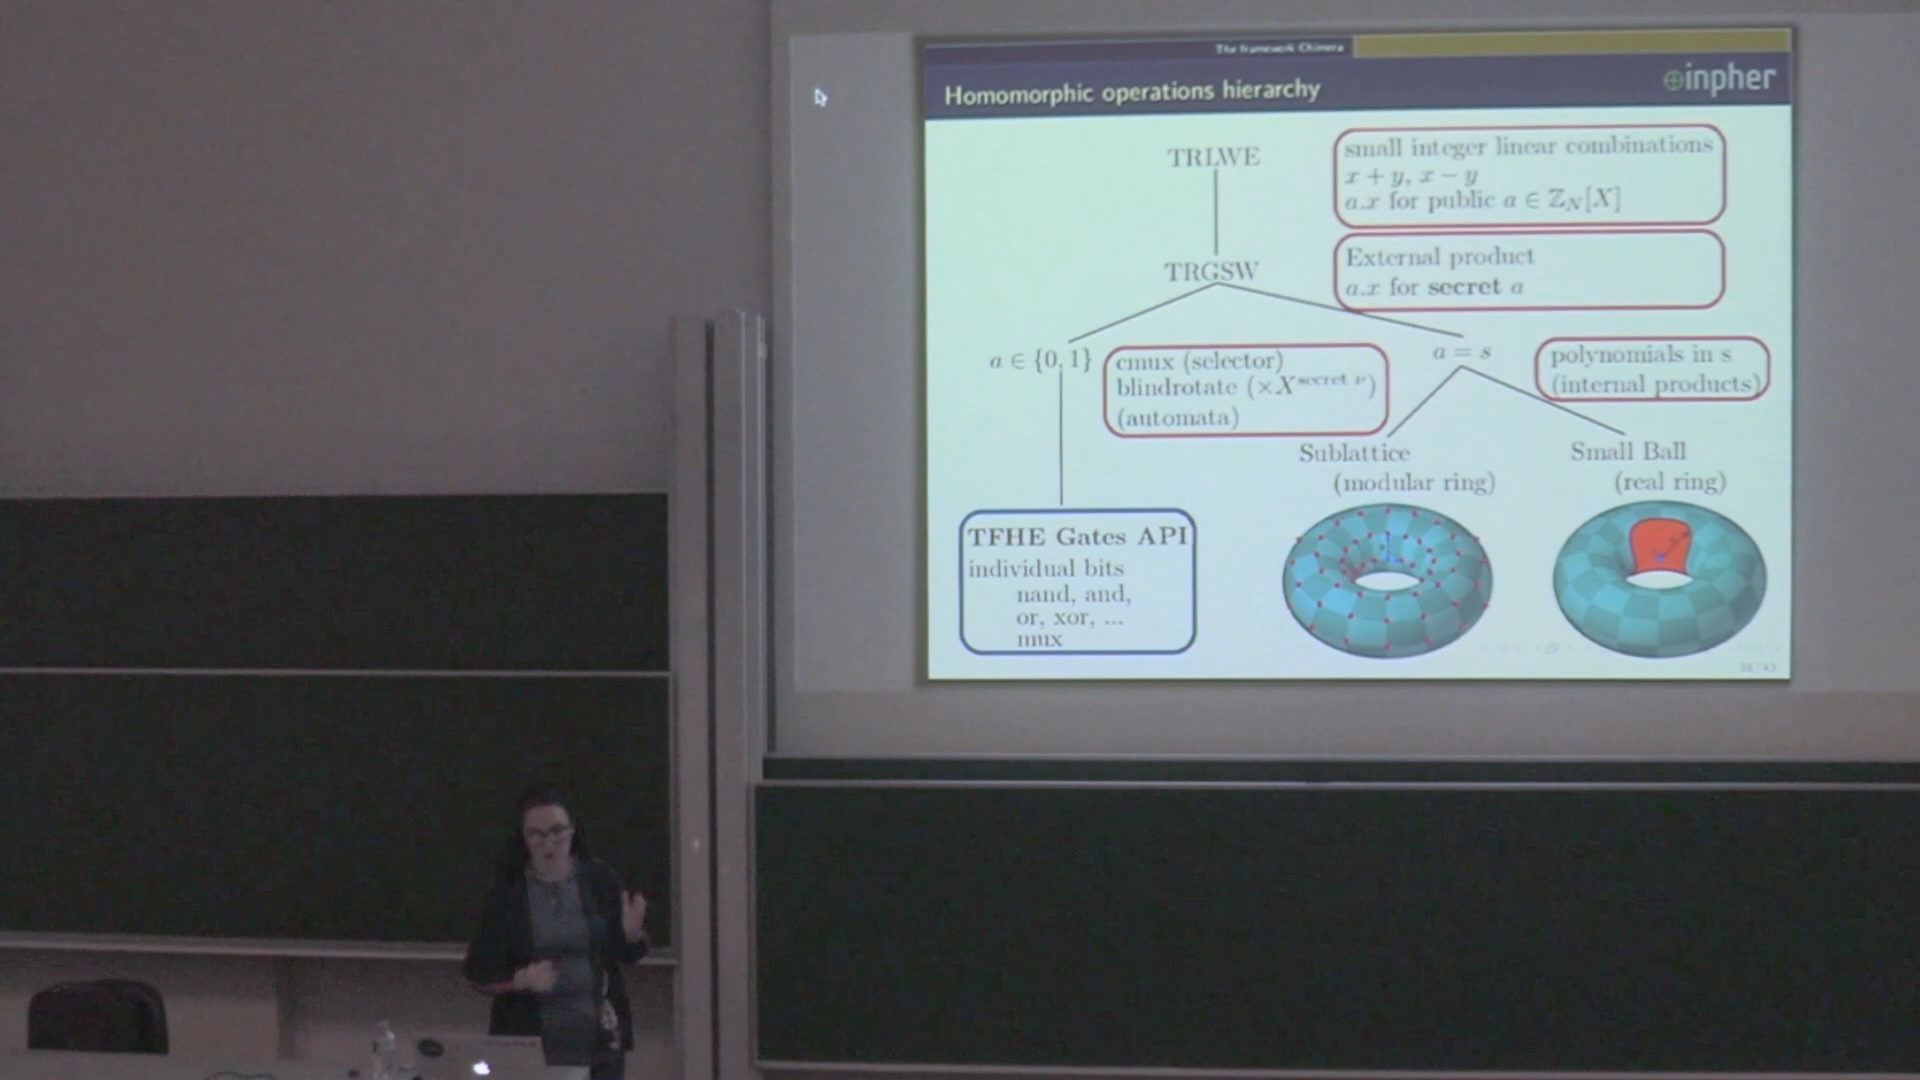 The framework Chimera
Homomorphic operations hierarchy
inpher
TRLWE
small integer linear combinations
x + y, x − y
a.x for public a ∈ ℤ_N[X]
TRGSW
External product
a.x for secret a
a ∈ {0, 1}
cmux (selector)
blindrotate (×X^secret ν)
(automata)
a = s
polynomials in s
(internal products)
Sublattice
(modular ring)
Small Ball
(real ring)
TFHE Gates API
individual bits
nand, and,
or, xor, ...
mux